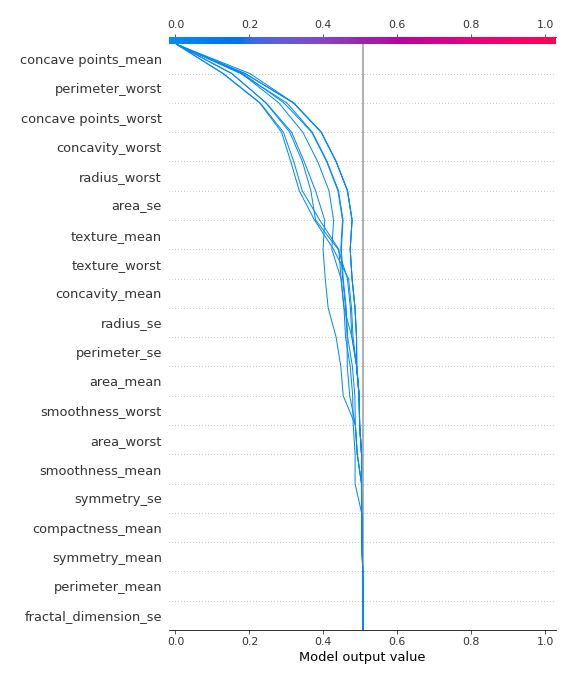 0.0 0.2 0.4 0.6 0.8 1.0
concave points_mean
perimeter_worst
concave points_worst
concavity_worst
radius_worst
area_se
texture_mean
texture_worst
concavity_mean
radius_se
perimeter_se
area_mean
smoothness_worst
area_worst
smoothness_mean
symmetry_se
compactness_mean
symmetry_mean
perimeter_mean
fractal_dimension_se
0.0 0.2 0.4 0.6 0.8 1.0
Model output value